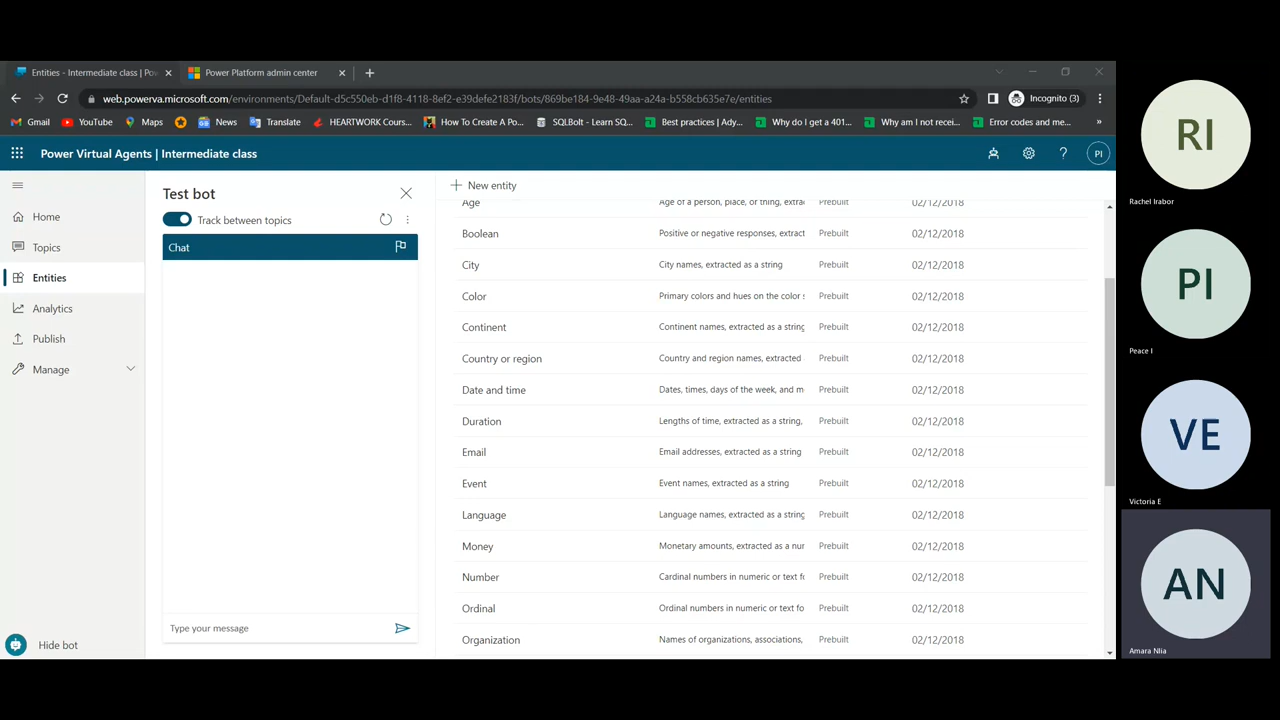 Entities - Intermediate class | Pow
Power Platform admin center
web.powerva.microsoft.com/environments/Default-d5c550eb-d1f8-4118-8ef2-e39defe2183f/bots/869be184-9e48-49aa-a24a-b558cb635e7e/entities
Incognito (3)
Gmail
YouTube
Maps
News
Translate
HEARTWORK Cours...
How To Create A Po...
SQLBolt - Learn SQ...
Best practices | Ady...
Why do I get a 401...
Why am I not recei...
Error codes and me...
Power Virtual Agents | Intermediate class
PI
Home
Topics
Entities
Analytics
Publish
Manage
Hide bot
Test bot
Track between topics
Chat
Type your message
New entity
Age Age of a person, place, or thing, extra Prebuilt 02/12/2018
Boolean Positive or negative responses, extract Prebuilt 02/12/2018
City City names, extracted as a string Prebuilt 02/12/2018
Color Primary colors and hues on the color s Prebuilt 02/12/2018
Continent Continent names, extracted as a string Prebuilt 02/12/2018
Country or region Country and region names, extracted Prebuilt 02/12/2018
Date and time Dates, times, days of the week, and m Prebuilt 02/12/2018
Duration Lengths of time, extracted as a string, Prebuilt 02/12/2018
Email Email addresses, extracted as a string Prebuilt 02/12/2018
Event Event names, extracted as a string Prebuilt 02/12/2018
Language Language names, extracted as a string Prebuilt 02/12/2018
Money Monetary amounts, extracted as a nur Prebuilt 02/12/2018
Number Cardinal numbers in numeric or text fo Prebuilt 02/12/2018
Ordinal Ordinal numbers in numeric or text fo Prebuilt 02/12/2018
Organization Names of organizations, associations, Prebuilt 02/12/2018
RI
Rachel Irabor
PI
Peace I
VE
Victoria E
AN
Amara Nlia